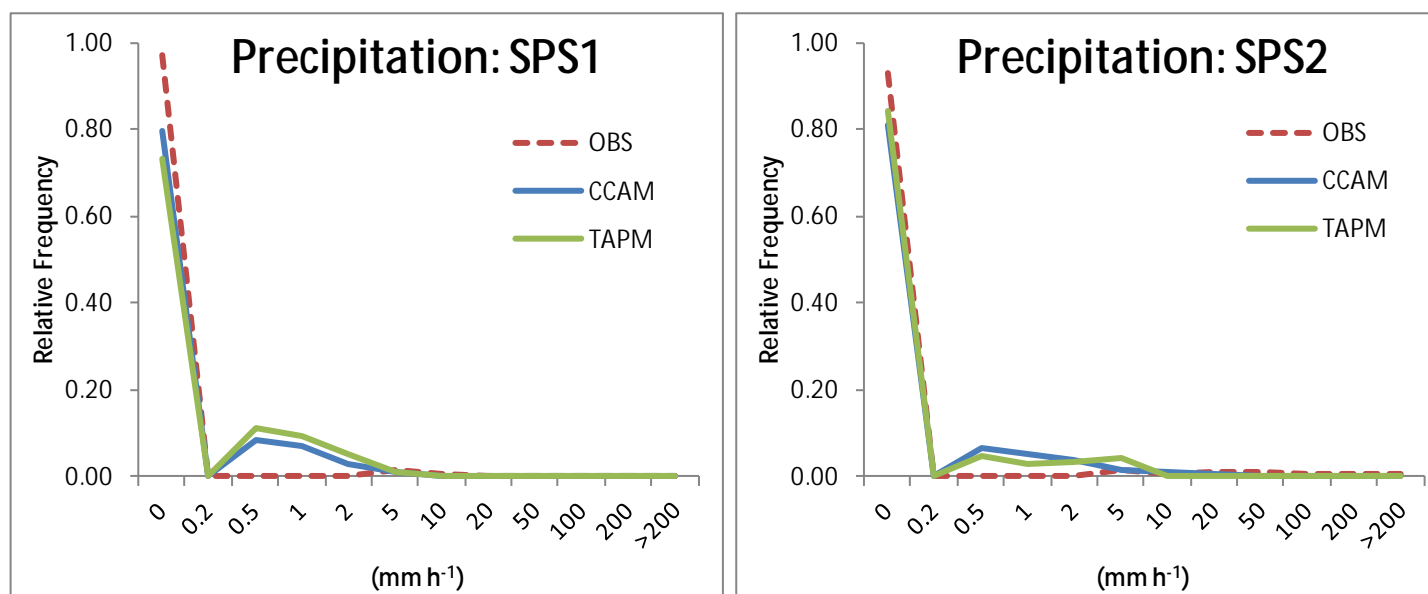 Precipitation: SPS1
1.00
0.80
0.60
0.40
0.20
0.00
Relative Frequency
OBS
CCAM
TAPM
0 0.2 0.5 1 2 5 10 20 50 100 >200
(mm h⁻¹)
Precipitation: SPS2
1.00
0.80
0.60
0.40
0.20
0.00
Relative Frequency
OBS
CCAM
TAPM
0 0.2 0.5 1 2 5 10 20 50 100 >200
(mm h⁻¹)